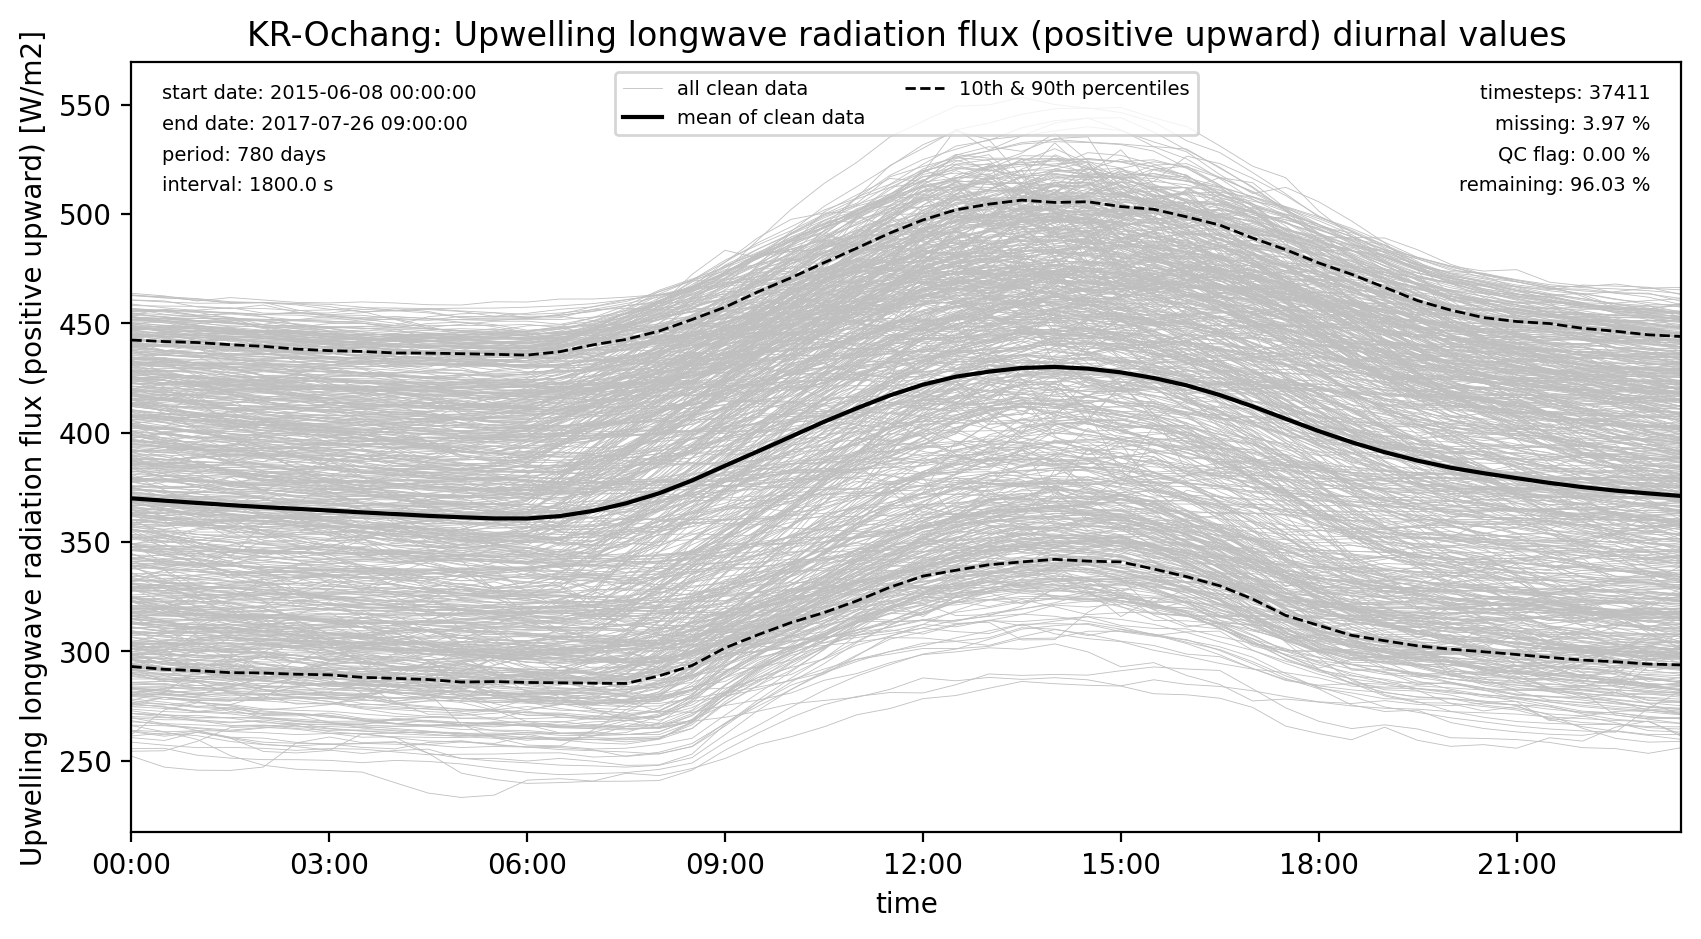 KR-Ochang: Upwelling longwave radiation flux (positive upward) diurnal values
Upwelling longwave radiation flux (positive upward) [W/m2]
550
500
450
400
350
300
250
start date: 2015-06-08 00:00:00
end date: 2017-07-26 09:00:00
period: 780 days
interval: 1800.0 s
all clean data
mean of clean data
10th & 90th percentiles
timesteps: 37411
missing: 3.97 %
QC flag: 0.00 %
remaining: 96.03 %
00:00 03:00 06:00 09:00 12:00 15:00 18:00 21:00
time